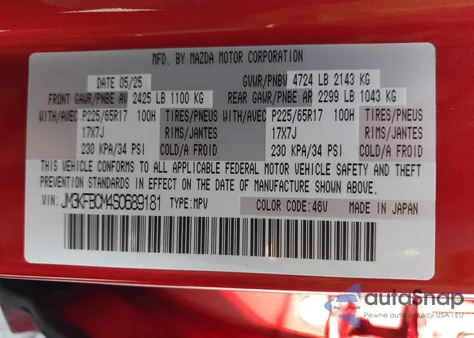 MFD. BY MAZDA MOTOR CORPORATION
DATE 05/25 GVWR/PNBV 4724 LB 2143 KG
FRONT GAWR/PNBE AV 2425 LB 1100 KG REAR GAWR/PNBE AR 2299 LB 1043 KG
WITH/AVEC P225/65R17 100H TIRES/PNEUS WITH/AVEC P225/65R17 100H TIRES/PNEUS
17X7J RIMS/JANTES 17X7J RIMS/JANTES
230 KPA/34 PSI COLD/A FROID 230 KPA/34 PSI COLD/A FROID
THIS VEHICLE CONFORMS TO ALL APPLICABLE FEDERAL MOTOR VEHICLE SAFETY AND THEFT
PREVENTION STANDARDS IN EFFECT ON THE DATE OF MANUFACTURE SHOWN ABOVE.
VIN: JM3KFBCM4S0689181 TYPE: MPV COLOR CODE: 46V MADE IN JAPAN
autoSnap
Pewne auto aukcji USA i EU